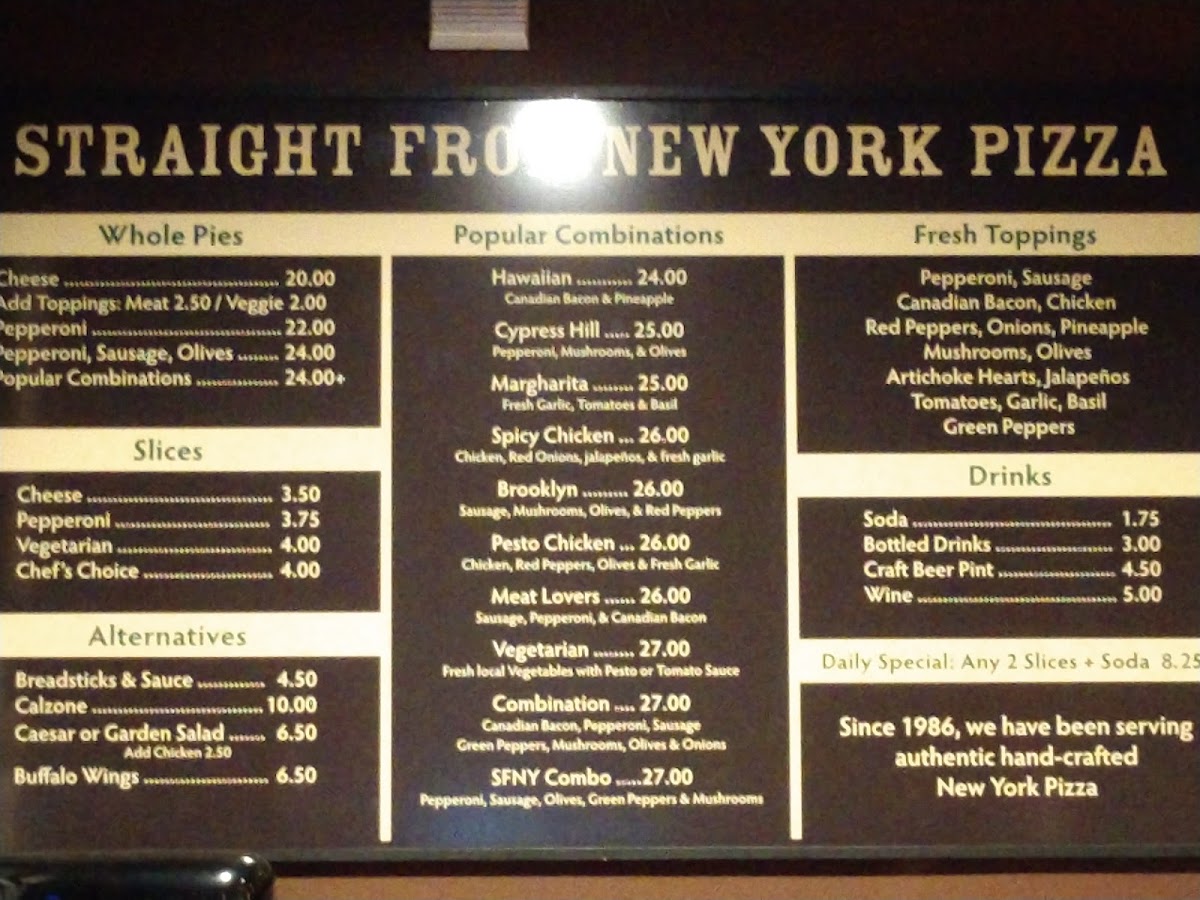 STRAIGHT FROM NEW YORK PIZZA
Whole Pies
Cheese ........ 20.00
Add Toppings: Meat 2.50 / Veggie 2.00
Pepperoni ........ 22.00
Pepperoni, Sausage, Olives ........ 24.00
Popular Combinations ........ 24.00+
Slices
Cheese ........ 3.50
Pepperoni ........ 3.75
Vegetarian ........ 4.00
Chef's Choice ........ 4.00
Alternatives
Breadsticks & Sauce ........ 4.50
Calzone ........ 10.00
Caesar or Garden Salad ....... 6.50
Add Chicken 2.50
Buffalo Wings ........ 6.50
Popular Combinations
Hawaiian ........... 24.00
Canadian Bacon & Pineapple
Cypress Hill ..... 25.00
Pepperoni, Mushrooms, & Olives
Margharita ........ 25.00
Fresh Garlic, Tomatoes & Basil
Spicy Chicken ... 26.00
Chicken, Red Onions, jalapeños, & fresh garlic
Brooklyn ......... 26.00
Sausage, Mushrooms, Olives, & Red Peppers
Pesto Chicken ... 26.00
Chicken, Red Peppers, Olives & Fresh Garlic
Meat Lovers ...... 26.00
Sausage, Pepperoni, & Canadian Bacon
Vegetarian ........ 27.00
Fresh local Vegetables with Pesto or Tomato Sauce
Combination .... 27.00
Canadian Bacon, Pepperoni, Sausage
Green Peppers, Mushrooms, Olives & Onions
SFNY Combo .....27.00
Pepperoni, Sausage, Olives, Green Peppers & Mushrooms
Fresh Toppings
Pepperoni, Sausage
Canadian Bacon, Chicken
Red Peppers, Onions, Pineapple
Mushrooms, Olives
Artichoke Hearts, Jalapeños
Tomatoes, Garlic, Basil
Green Peppers
Drinks
Soda ........ 1.75
Bottled Drinks ........ 3.00
Craft Beer Pint ........ 4.50
Wine ........ 5.00
Daily Special: Any 2 Slices + Soda 8.25
Since 1986, we have been serving
authentic hand-crafted
New York Pizza